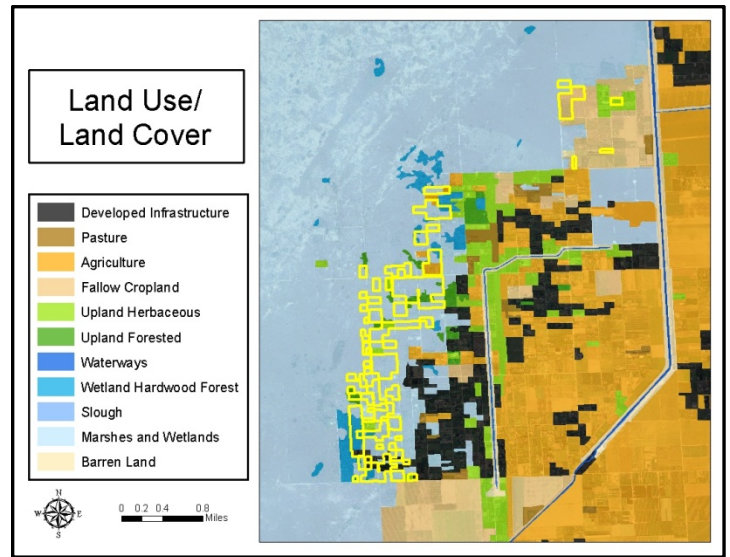 Land Use/
Land Cover
Developed Infrastructure
Pasture
Agriculture
Fallow Cropland
Upland Herbaceous
Upland Forested
Waterways
Wetland Hardwood Forest
Slough
Marshes and Wetlands
Barren Land
N
W E
S
0 0.2 0.4 0.8
Miles